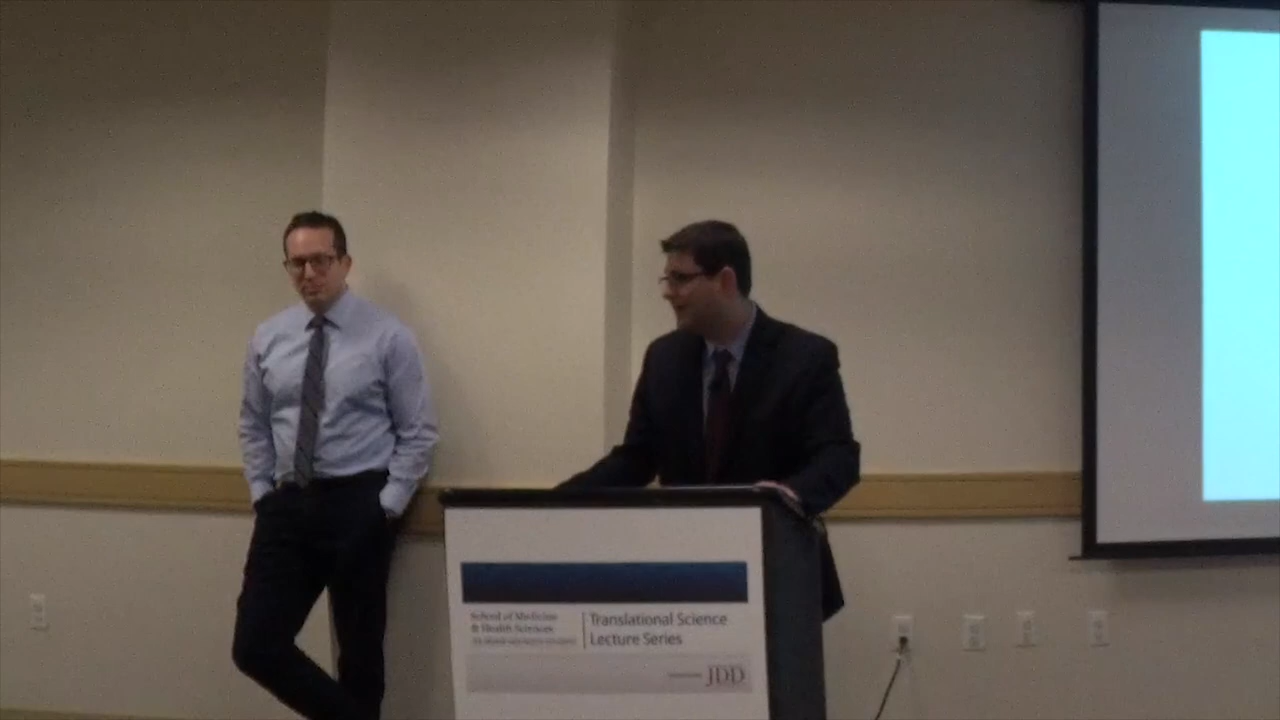 School of Medicine
& Health Sciences
Translational Science
Lecture Series
JDD